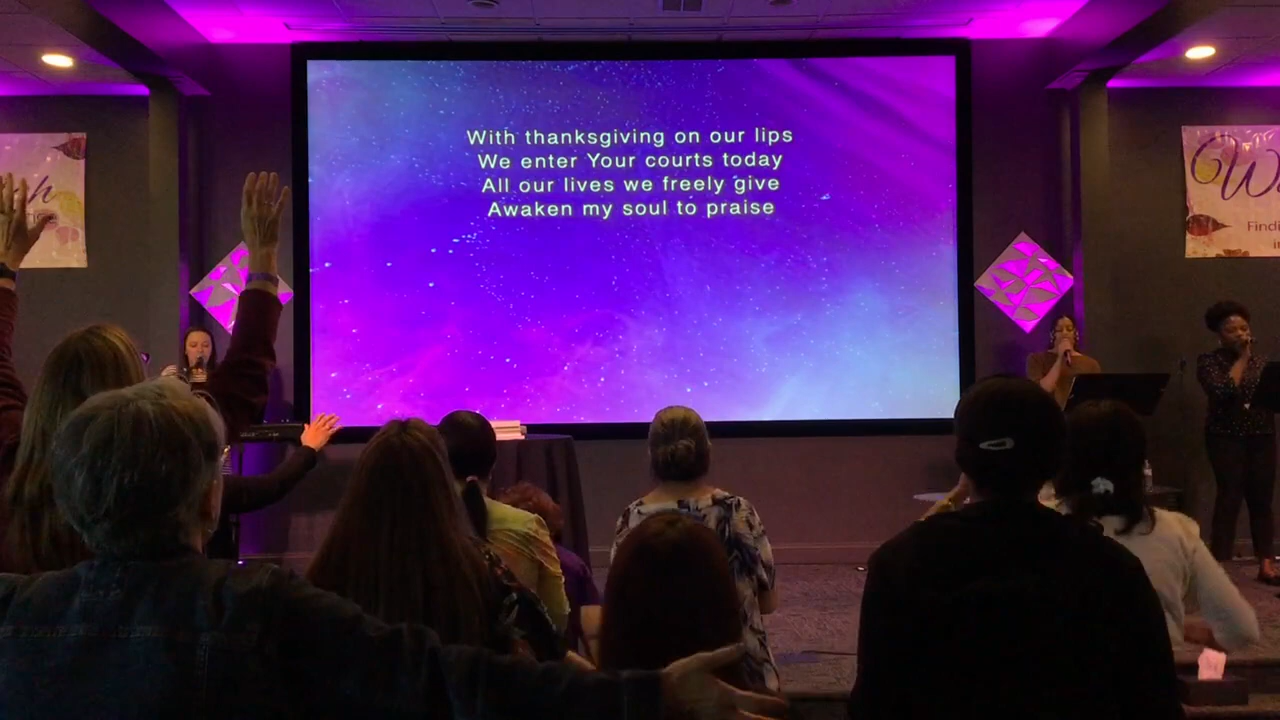 With thanksgiving on our lips
We enter Your courts today
All our lives we freely give
Awaken my soul to praise